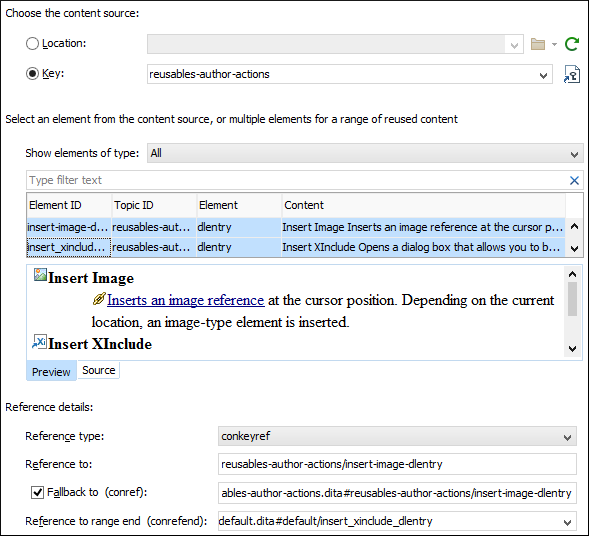 Choose the content source:
Location:
Key: reusables-author-actions
Select an element from the content source, or multiple elements for a range of reused content
Show elements of type: All
Type filter text
Element ID Topic ID Element Content
insert-image-d... reusables-aut... dlentry Insert Image Inserts an image reference at the cursor p...
insert_xinclud... reusables-aut... dlentry Insert XInclude Opens a dialog box that allows you to b...
Insert Image
Inserts an image reference at the cursor position. Depending on the current
location, an image-type element is inserted.
Xi Insert XInclude
Preview Source
Reference details:
Reference type: conkeyref
Reference to: reusables-author-actions/insert-image-dlentry
Fallback to (conref): ables-author-actions.dita#reusables-author-actions/insert-image-dlentry
Reference to range end (conrefend): default.dita#default/insert_xinclude_dlentry